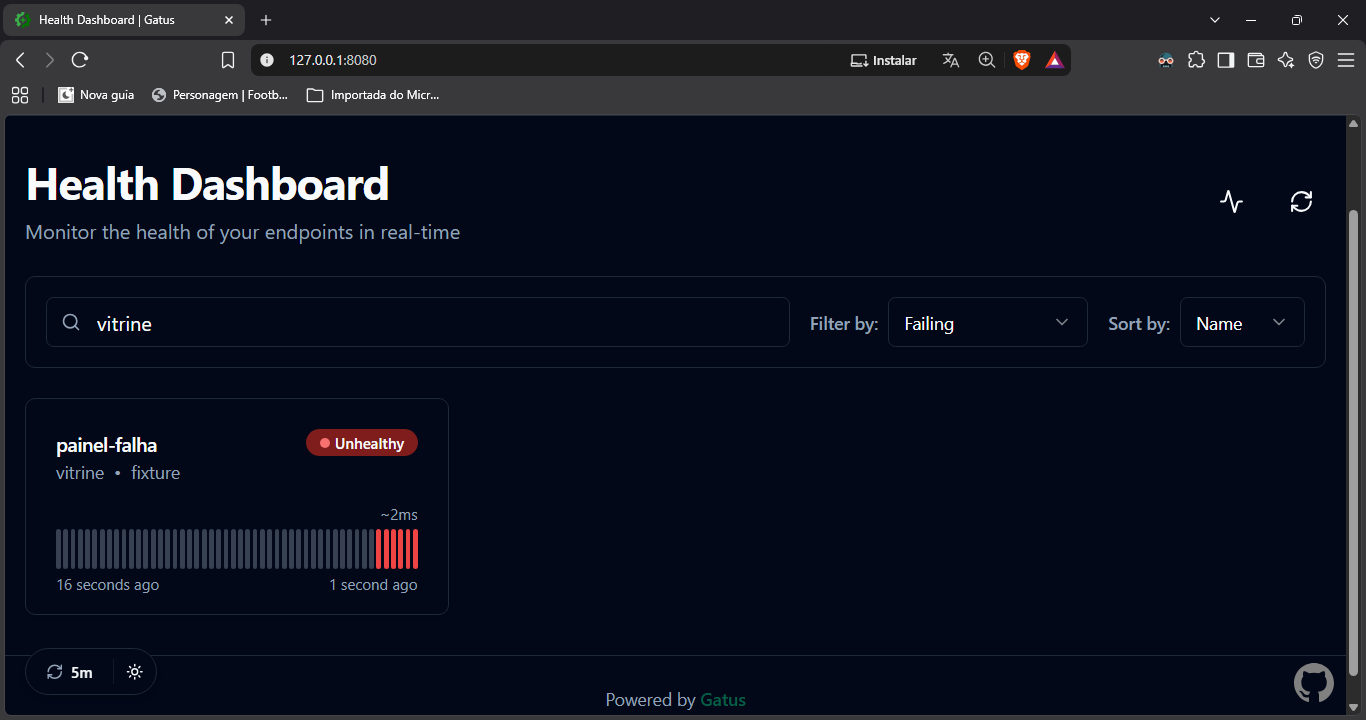 Health Dashboard | Gatus
127.0.0.1:8080
Instalar
Nova guia
Personagem | Footb...
Importada do Micr...
Health Dashboard
Monitor the health of your endpoints in real-time
vitrine
Filter by:
Failing
Sort by:
Name
painel-falha
Unhealthy
vitrine • fixture
~2ms
16 seconds ago
1 second ago
5m
Powered by Gatus